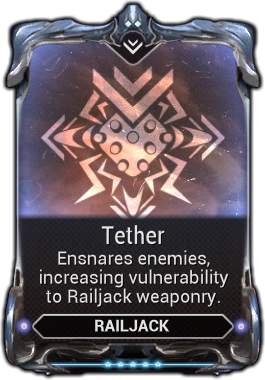 Tether
Ensnares enemies,
increasing vulnerability
to Railjack weaponry.
RAILJACK